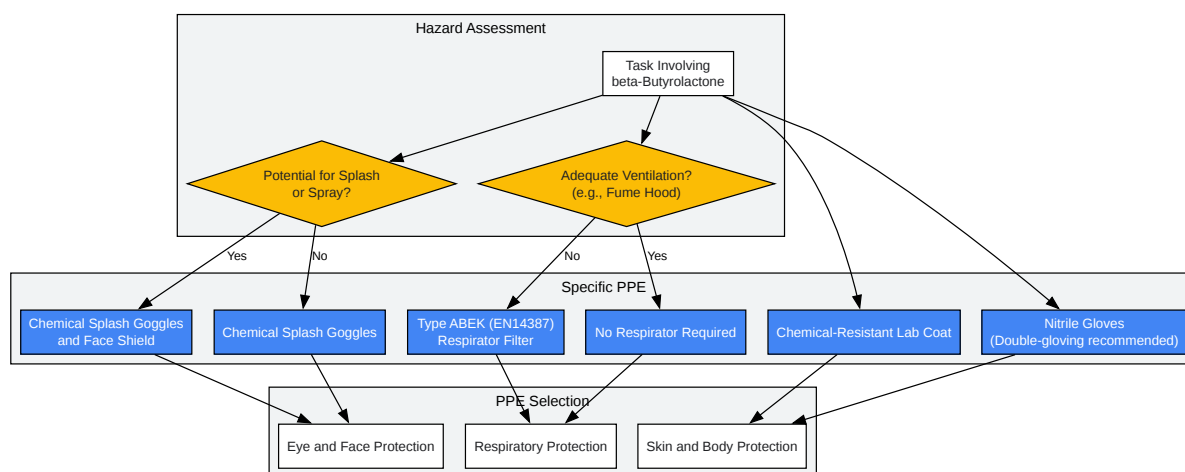 Hazard Assessment
Task Involving
beta-Butyrolactone
Potential for Splash
or Spray?
Adequate Ventilation?
(e.g., Fume Hood)
Yes
No
No
Yes
Specific PPE
Chemical Splash Goggles
and Face Shield
Chemical Splash Goggles
Type ABEK (EN14387)
Respirator Filter
No Respirator Required
Chemical-Resistant Lab Coat
Nitrile Gloves
(Double-gloving recommended)
PPE Selection
Eye and Face Protection
Respiratory Protection
Skin and Body Protection